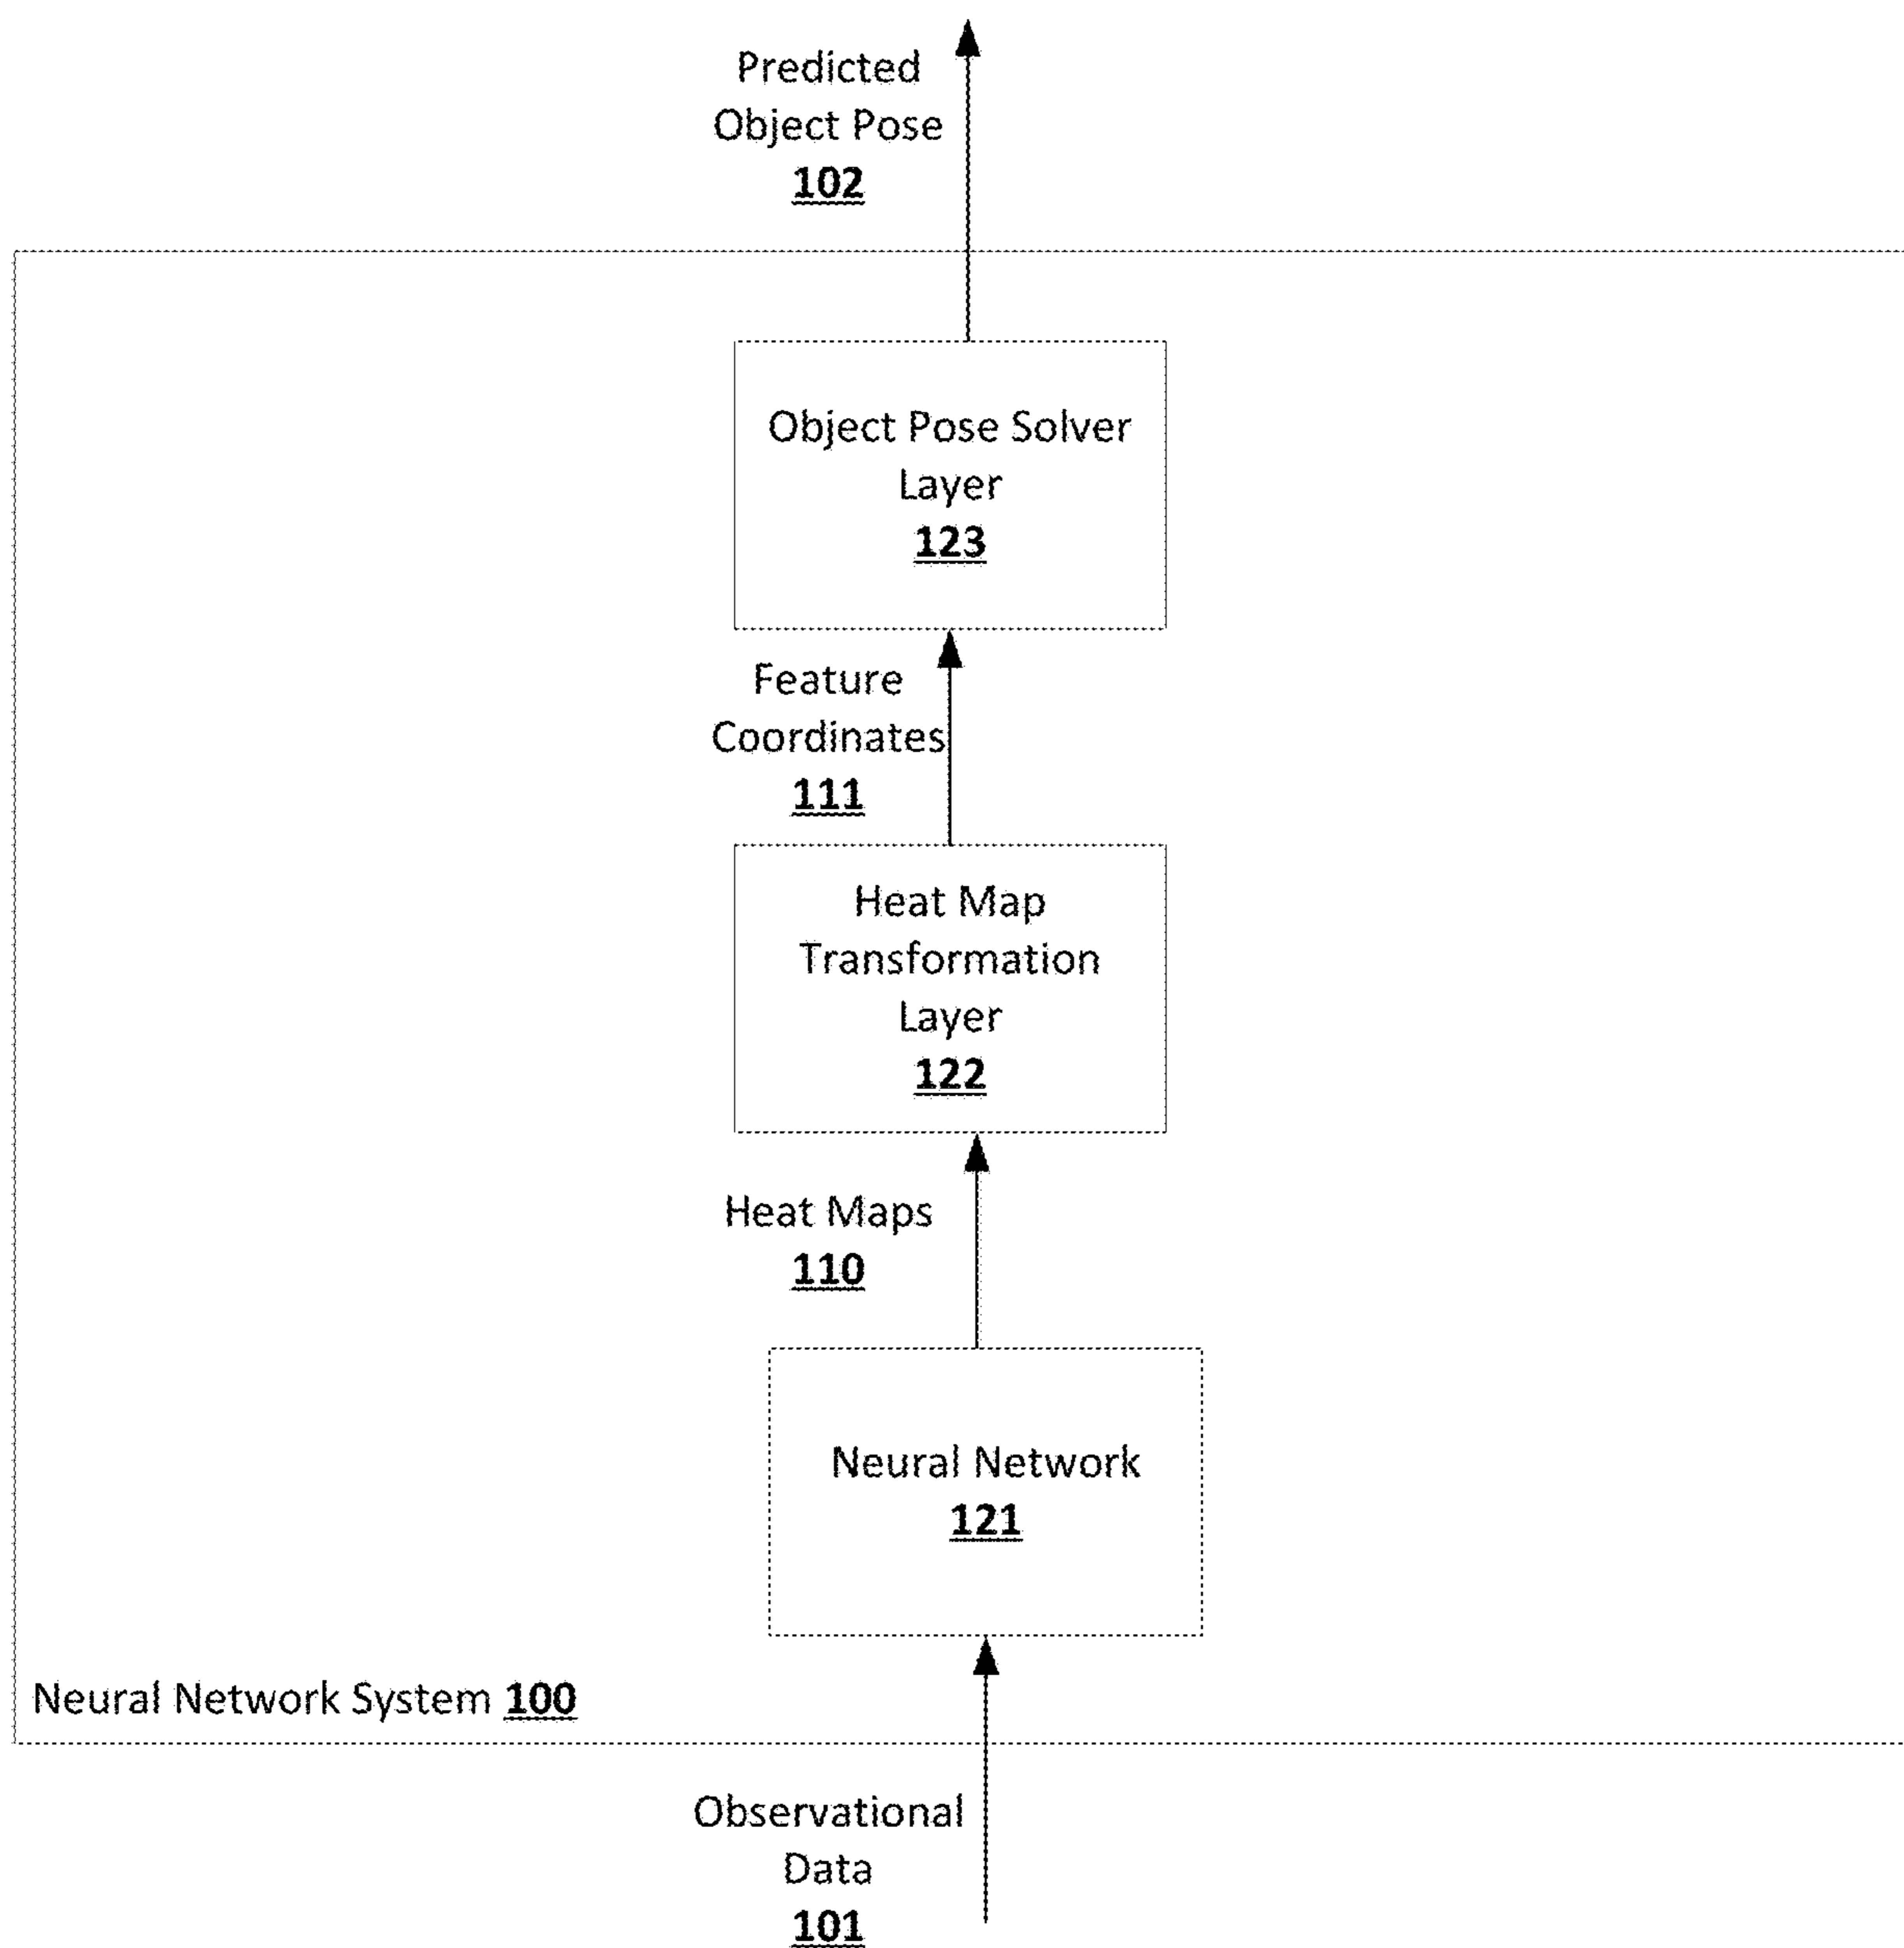 Predicted
Object Pose
102
Object Pose Solver
Layer
123
Feature
Coordinates
111
Heat Map
Transformation
Layer
122
Heat Maps
110
Neural Network
121
Neural Network System 100
Observational
Data
101